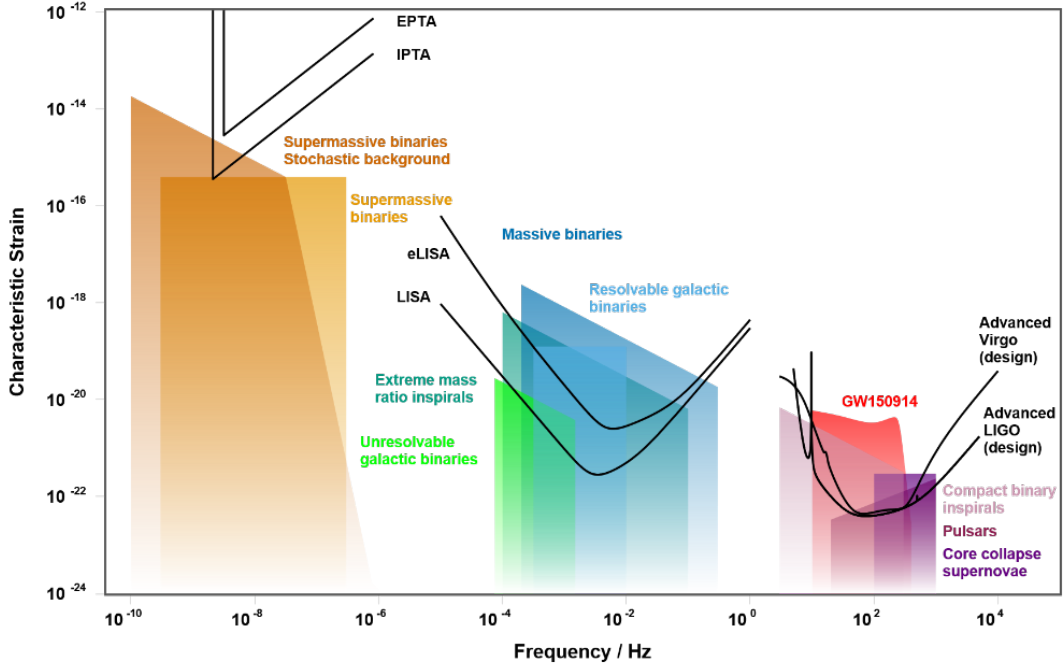 10 -12
10 -14
10 -16
10 -18
10 -20
10 -22
10 -24
Characteristic Strain
EPTA
IPTA
Supermassive binaries
Stochastic background
Supermassive
binaries
eLISA
LISA
Massive binaries
Resolvable galactic
binaries
Extreme mass
ratio inspirals
Unresolvable
galactic binaries
Advanced
Virgo
(design)
GW150914
Advanced
LIGO
(design)
Compact binary
inspirals
Pulsars
Core collapse
supernovae
10 -10
10 -8
10 -6
10 -4
10 -2
10 0
10 2
10 4
Frequency / Hz